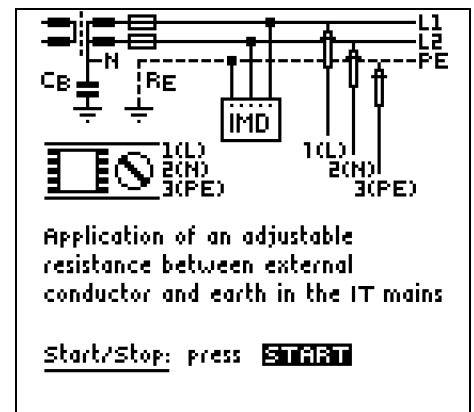 L1
L2
N
PE
CB
RE
IMD
1(L)
2(N)
3(PE)
1(L)
2(N)
3(PE)
Application of an adjustable
resistance between external
conductor and earth in the IT mains
Start/Stop: press START